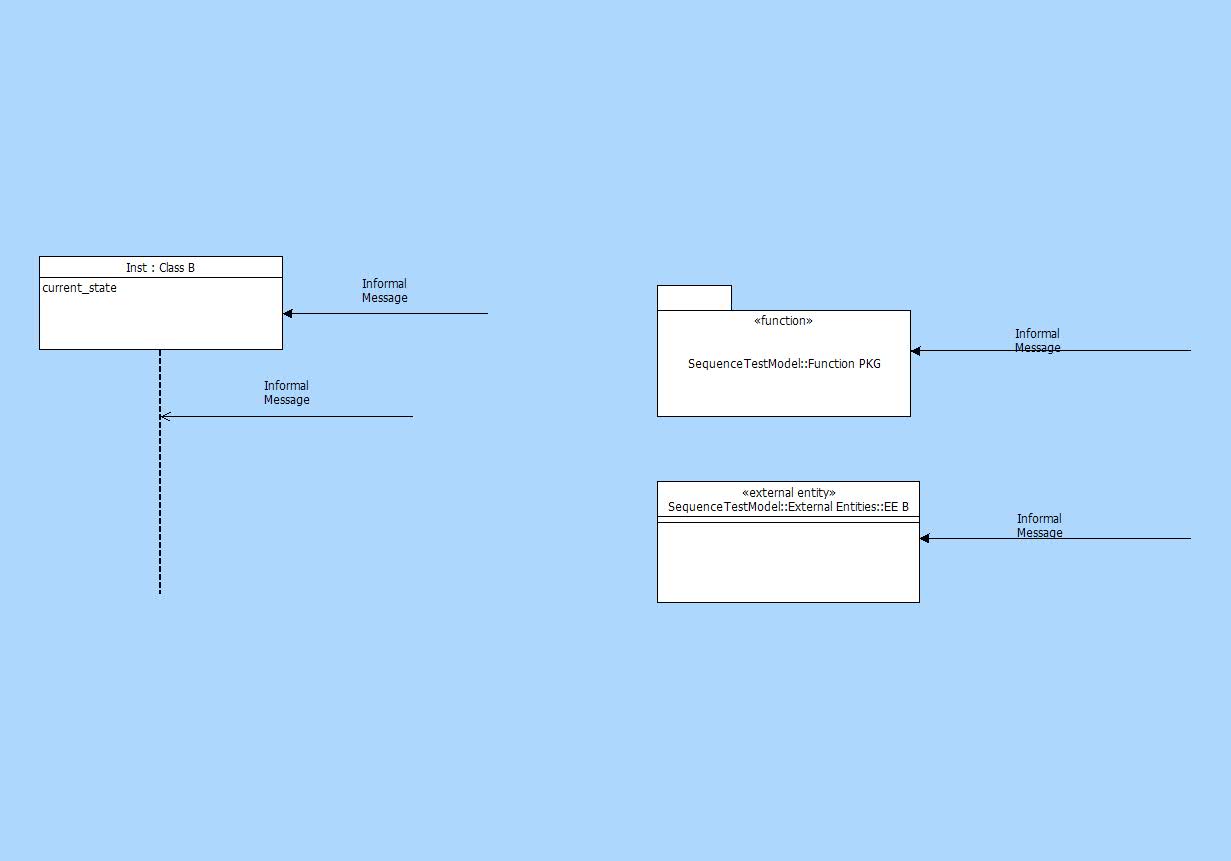 Inst : Class B
current_state
Informal
Message
Informal
Message
«function»
SequenceTestModel::Function PKG
Informal
Message
«external entity»
SequenceTestModel::External Entities::EE B
Informal
Message